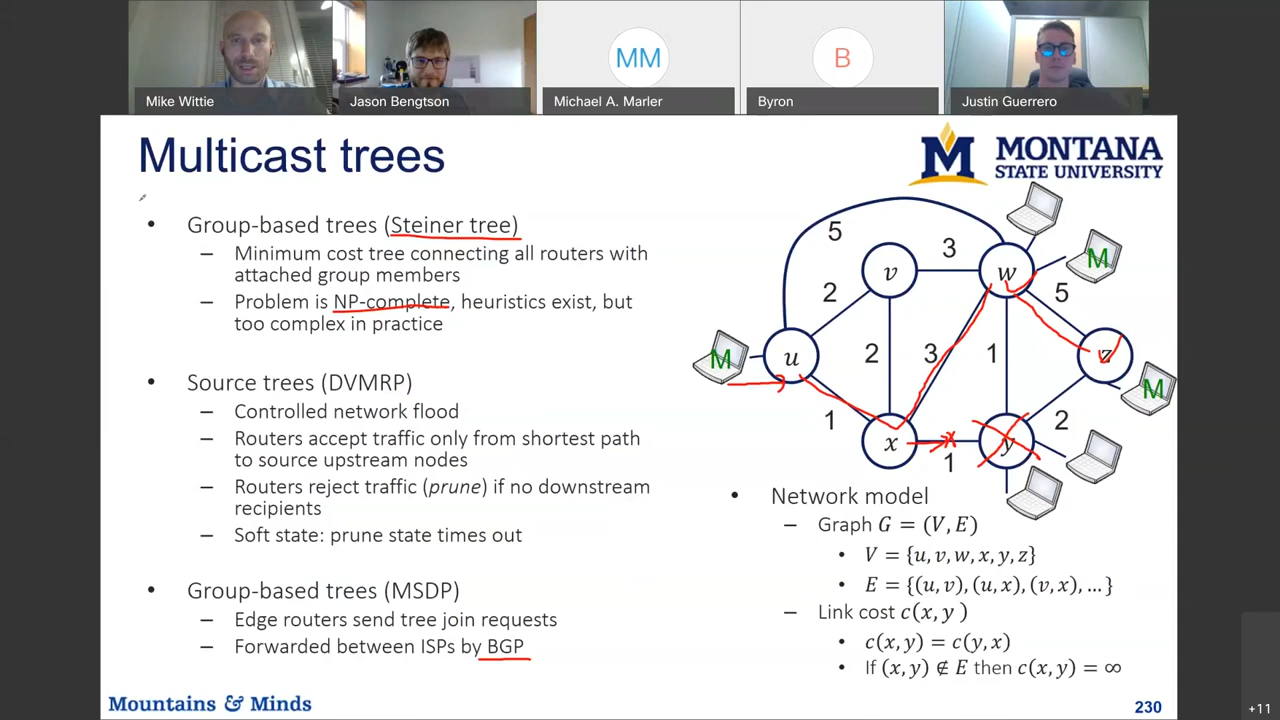 MM
B
Mike Wittie
Jason Bengtson
Michael A. Marler
Byron
Justin Guerrero
Multicast trees
MONTANA
STATE UNIVERSITY
• Group-based trees (Steiner tree)
– Minimum cost tree connecting all routers with
attached group members
– Problem is NP-complete, heuristics exist, but
too complex in practice
• Source trees (DVMRP)
– Controlled network flood
– Routers accept traffic only from shortest path
to source upstream nodes
– Routers reject traffic (prune) if no downstream
recipients
– Soft state: prune state times out
• Group-based trees (MSDP)
– Edge routers send tree join requests
– Forwarded between ISPs by BGP
5
3
v
w
M
2
5
M
u
2
3
1
z
M
1
2
x
y
1
• Network model
– Graph G = (V, E)
• V = {u, v, w, x, y, z}
• E = {(u, v), (u, x), (v, x), … }
– Link cost c(x, y)
• c(x, y) = c(y, x)
• If (x, y) ∉ E then c(x, y) = ∞
Mountains & Minds
230
+11